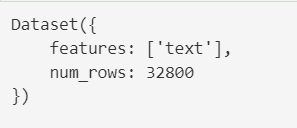 Dataset({
    features: ['text'],
    num_rows: 32800
})